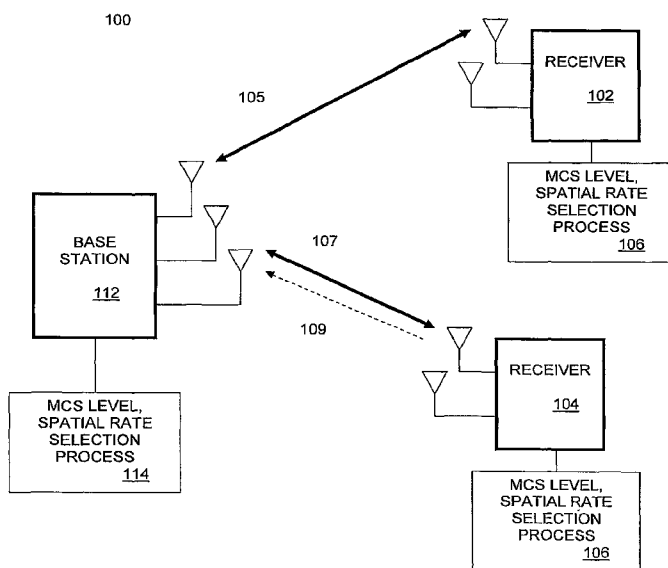 100
105
RECEIVER
102
MCS LEVEL,
SPATIAL RATE
SELECTION
PROCESS
106
BASE
STATION
112
107
109
RECEIVER
104
MCS LEVEL,
SPATIAL RATE
SELECTION
PROCESS
114
MCS LEVEL,
SPATIAL RATE
SELECTION
PROCESS
106